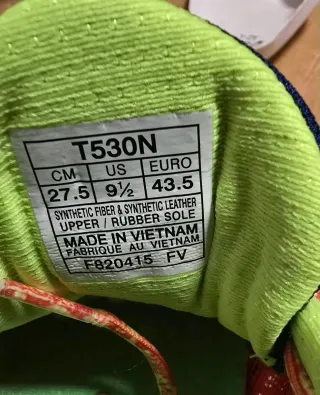 T530N
CM US EURO
27.5 9½ 43.5
SYNTHETIC FIBER & SYNTHETIC LEATHER
UPPER / RUBBER SOLE
MADE IN VIETNAM
FABRIQUE AU VIETNAM
F820415 FV